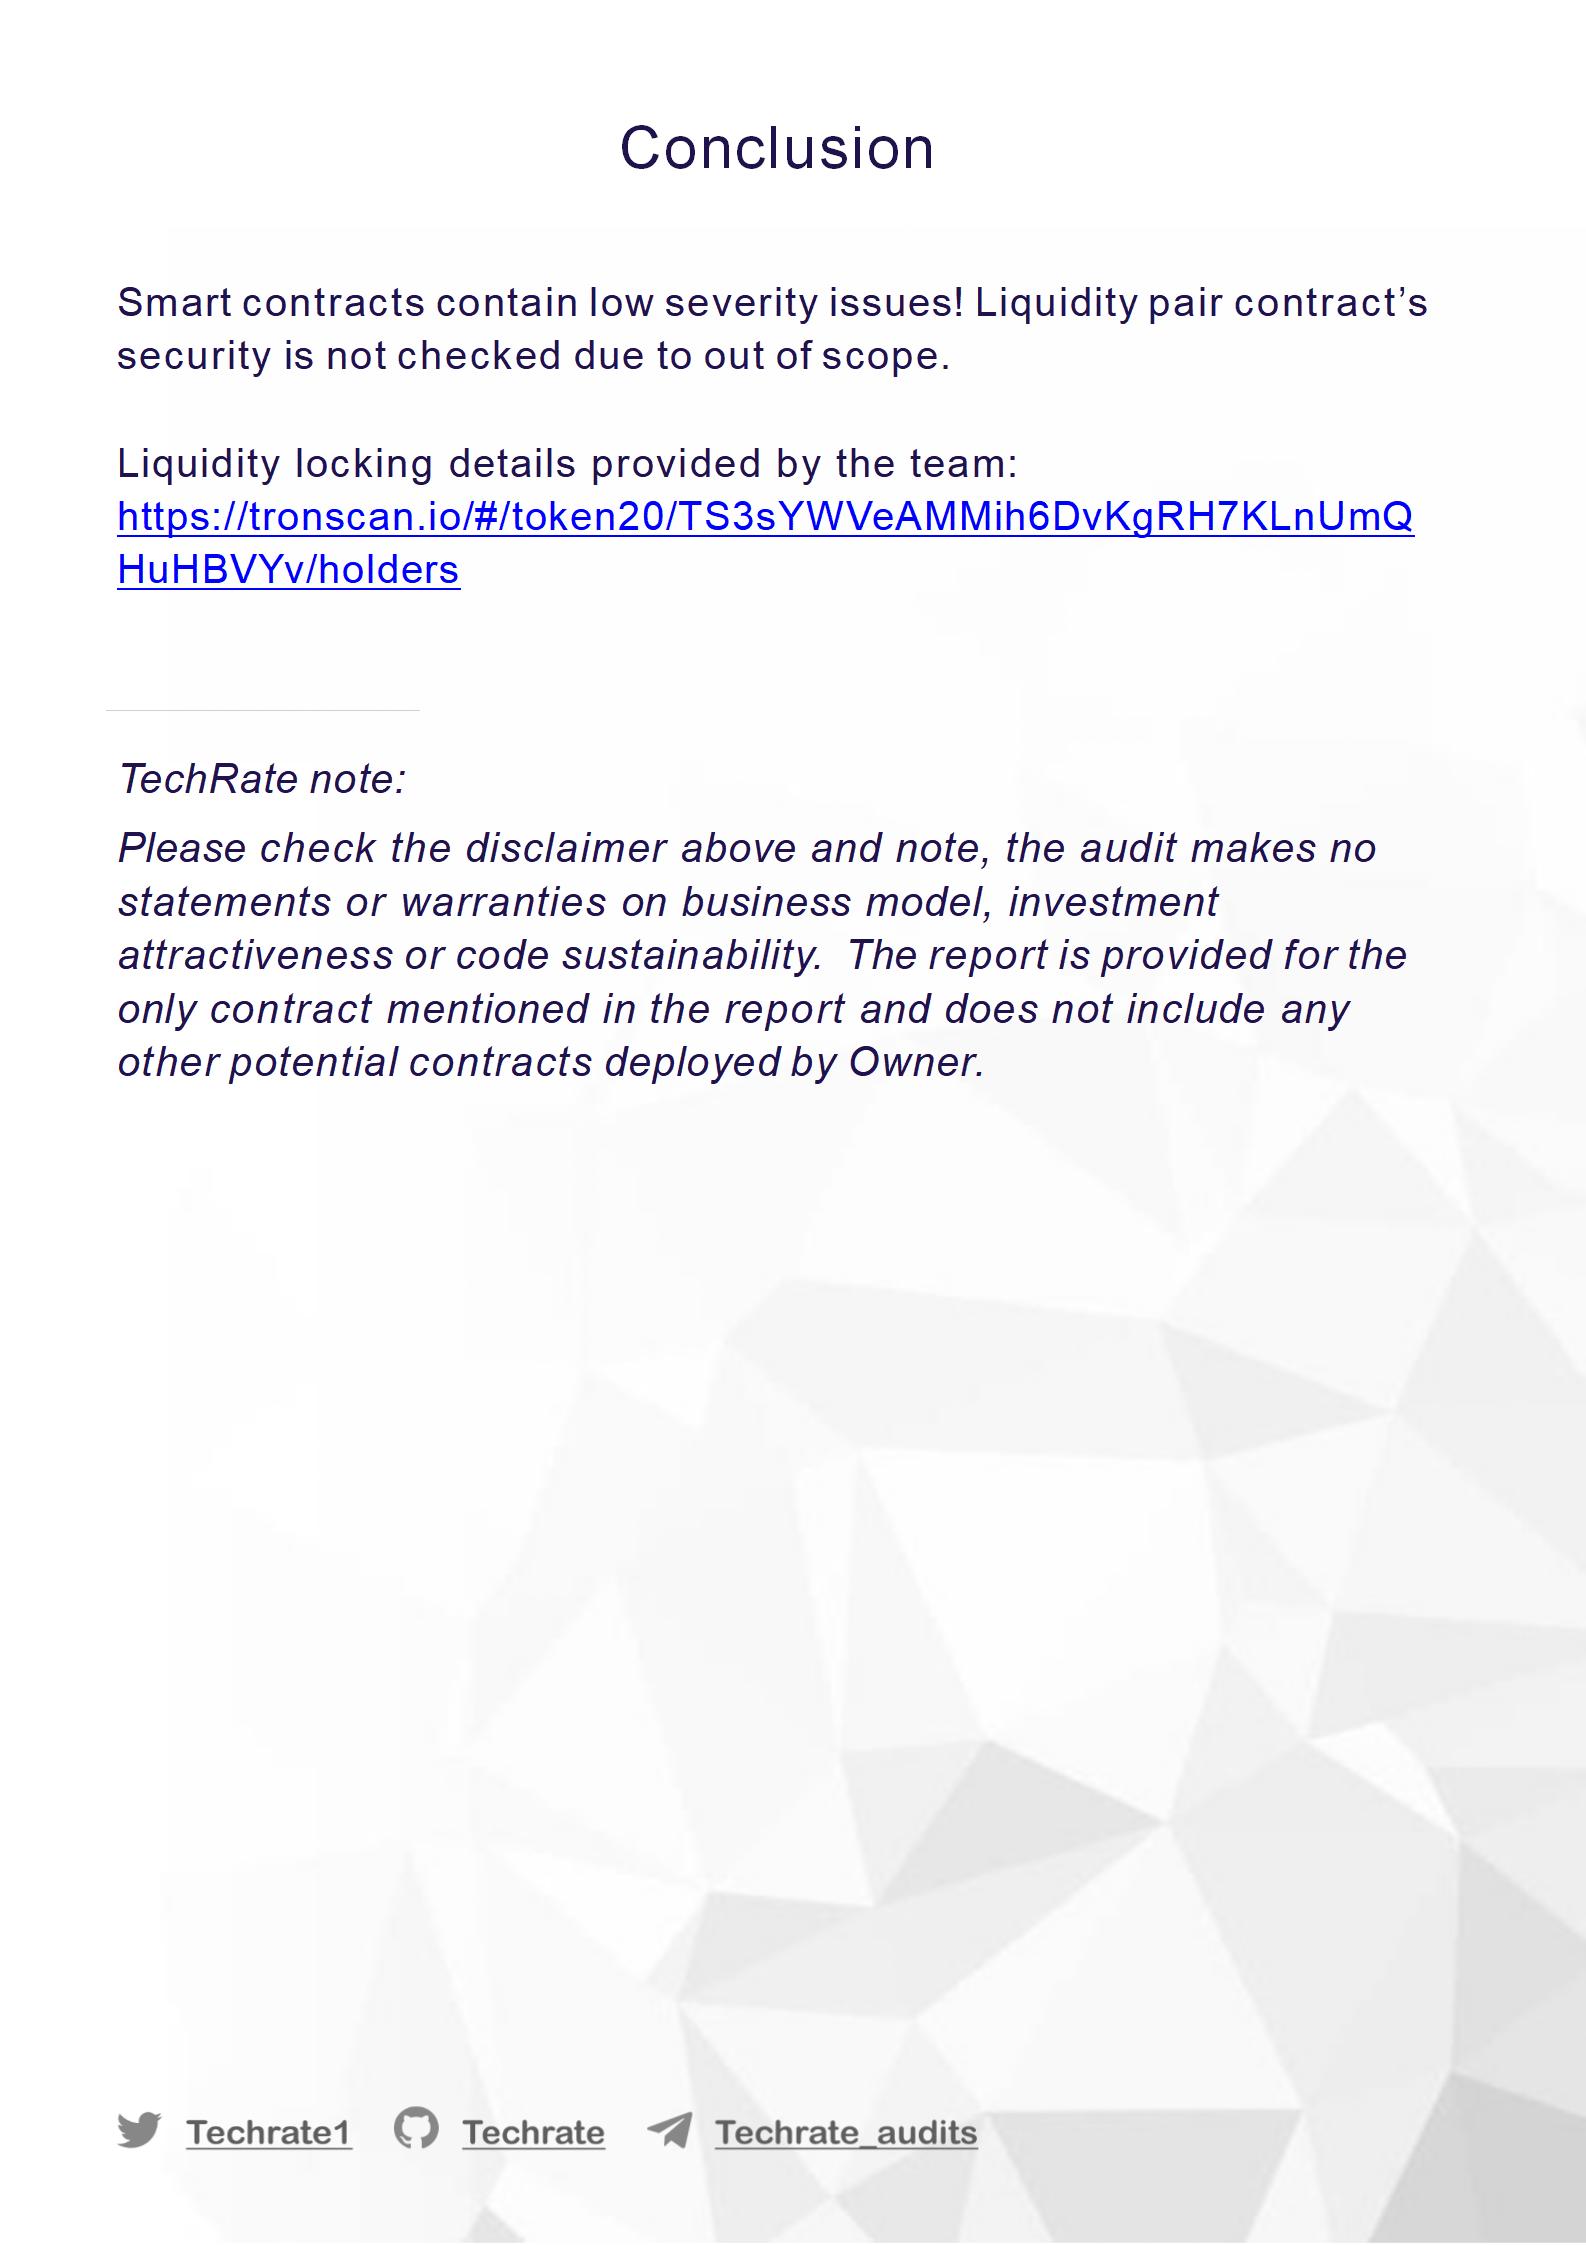 Conclusion
Smart contracts contain low severity issues! Liquidity pair contract’s
security is not checked due to out of scope.
Liquidity locking details provided by the team:
https://tronscan.io/#/token20/TS3sYWVeAMMih6DvKgRH7KLnUmQ
HuHBVYv/holders
TechRate note:
Please check the disclaimer above and note, the audit makes no
statements or warranties on business model, investment
attractiveness or code sustainability.  The report is provided for the
only contract mentioned in the report and does not include any
other potential contracts deployed by Owner.
Techrate1 Techrate Techrate_audits